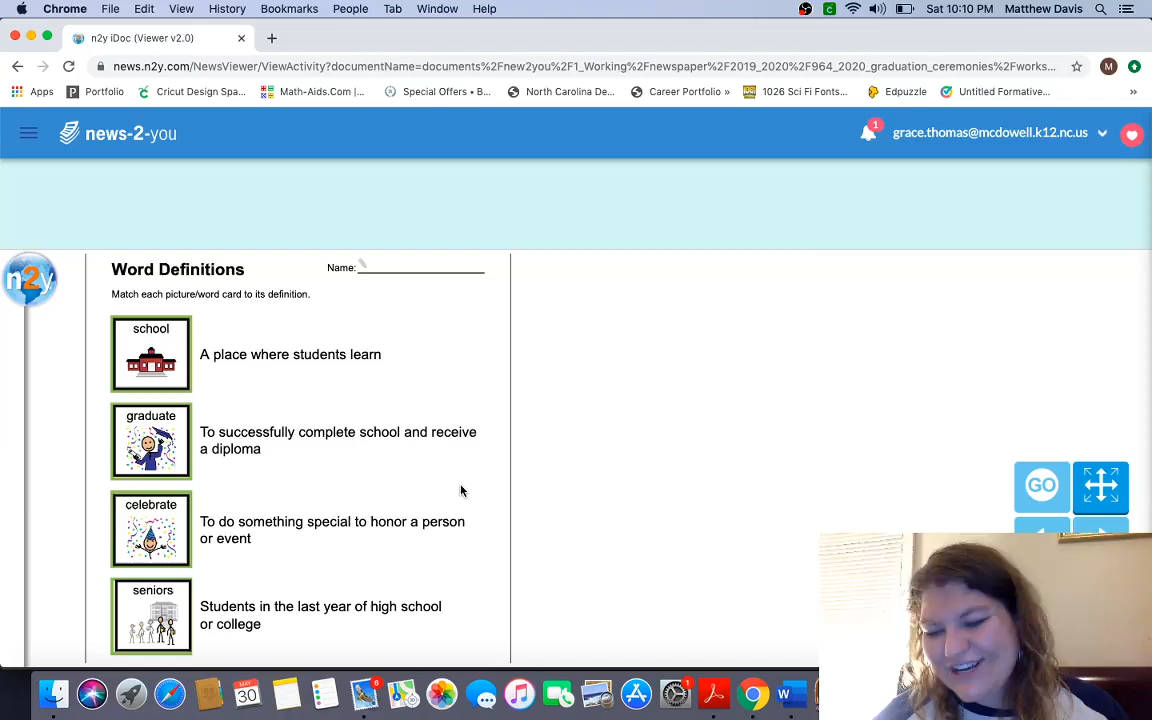 Chrome File Edit View History Bookmarks People Tab Window Help Sat 10:10 PM Matthew Davis
n2y iDoc (Viewer v2.0)
news.n2y.com/NewsViewer/ViewActivity?documentName=documents%2Fnew2you%2F1_Working%2Fnewspaper%2F2019_2020%2F964_2020_graduation_ceremonies%2Fworks...
M
Apps Portfolio Cricut Design Spa... Math-Aids.Com |... Special Offers • B... North Carolina De... Career Portfolio » 1026 Sci Fi Fonts... Edpuzzle Untitled Formative... »
news-2-you 1 grace.thomas@mcdowell.k12.nc.us
n2y
Word Definitions Name:
Match each picture/word card to its definition.
school
A place where students learn
graduate
To successfully complete school and receive
a diploma
GO
celebrate
To do something special to honor a person
or event
seniors
Students in the last year of high school
or college
MAY
30
6
1
W